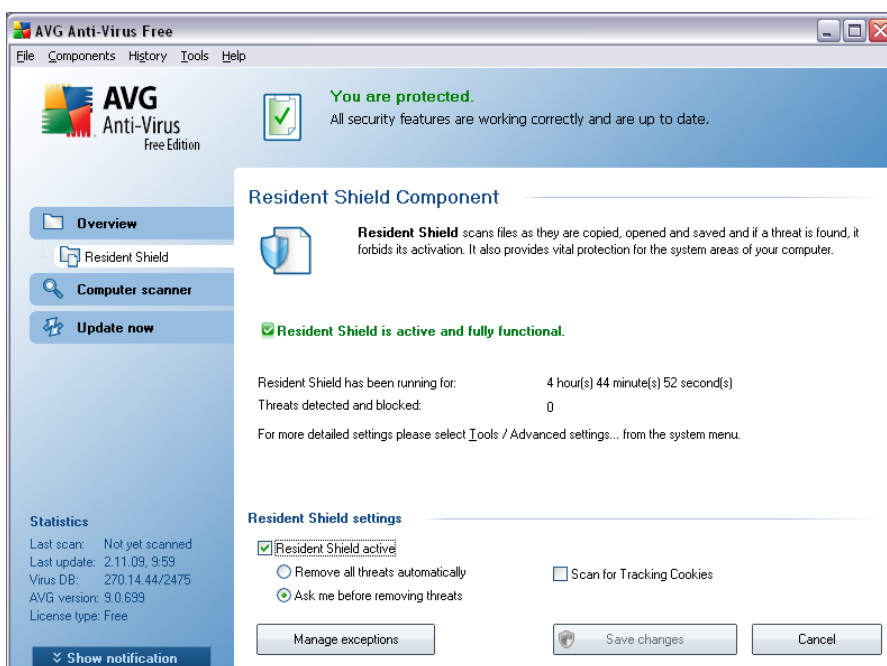 AVG Anti-Virus Free
File Components History Tools Help
AVG
Anti-Virus
Free Edition
You are protected.
All security features are working correctly and are up to date.
Overview
Resident Shield
Computer scanner
Update now
Resident Shield Component
Resident Shield scans files as they are copied, opened and saved and if a threat is found, it
forbids its activation. It also provides vital protection for the system areas of your computer.
Resident Shield is active and fully functional.
Resident Shield has been running for: 4 hour(s) 44 minute(s) 52 second(s)
Threats detected and blocked: 0
For more detailed settings please select Tools / Advanced settings... from the system menu.
Statistics
Last scan: Not yet scanned
Last update: 2.11.09, 9:59
Virus DB: 270.14.44/2475
AVG version: 9.0.699
License type: Free
Show notification
Resident Shield settings
Resident Shield active
Remove all threats automatically
Ask me before removing threats
Scan for Tracking Cookies
Manage exceptions
Save changes
Cancel